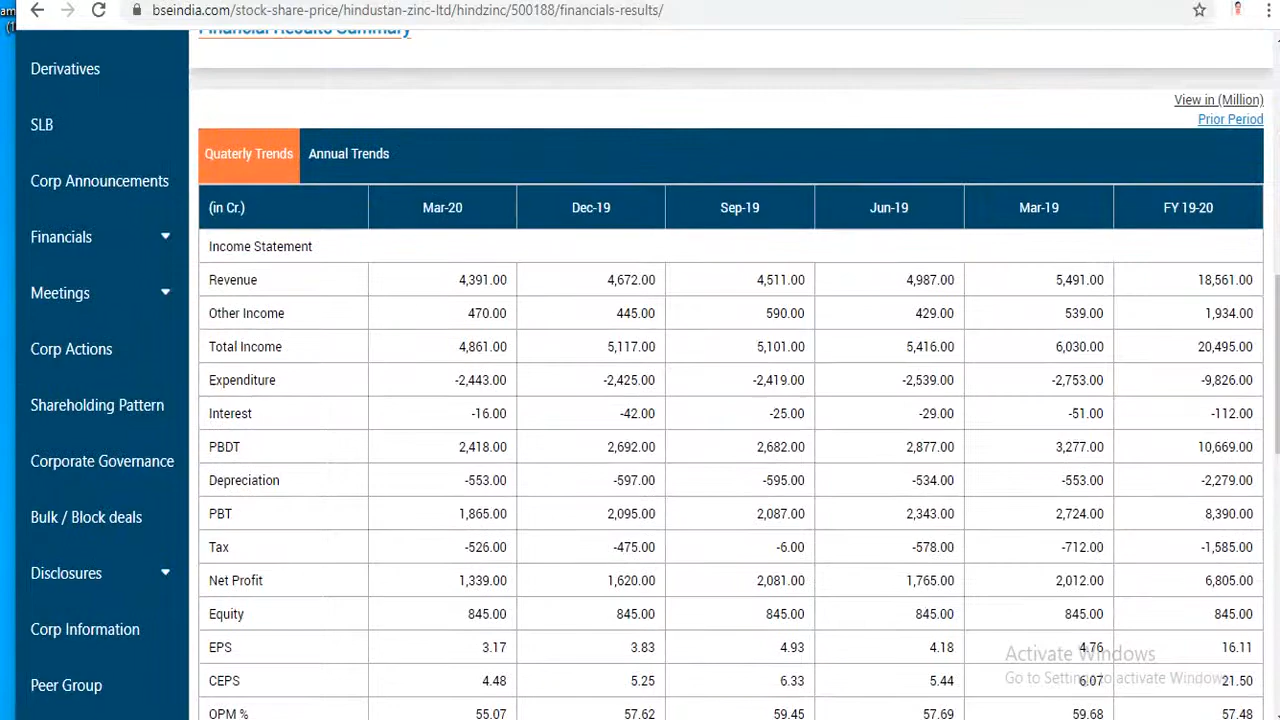 am
bseindia.com/stock-share-price/hindustan-zinc-ltd/hindzinc/500188/financials-results/
Financial Results Summary
View in (Million)
Prior Period
Derivatives
SLB
Corp Announcements
Financials
Meetings
Corp Actions
Shareholding Pattern
Corporate Governance
Bulk / Block deals
Disclosures
Corp Information
Peer Group
Quaterly Trends Annual Trends
(in Cr.) Mar-20 Dec-19 Sep-19 Jun-19 Mar-19 FY 19-20
Income Statement
Revenue 4,391.00 4,672.00 4,511.00 4,987.00 5,491.00 18,561.00
Other Income 470.00 445.00 590.00 429.00 539.00 1,934.00
Total Income 4,861.00 5,117.00 5,101.00 5,416.00 6,030.00 20,495.00
Expenditure -2,443.00 -2,425.00 -2,419.00 -2,539.00 -2,753.00 -9,826.00
Interest -16.00 -42.00 -25.00 -29.00 -51.00 -112.00
PBDT 2,418.00 2,692.00 2,682.00 2,877.00 3,277.00 10,669.00
Depreciation -553.00 -597.00 -595.00 -534.00 -553.00 -2,279.00
PBT 1,865.00 2,095.00 2,087.00 2,343.00 2,724.00 8,390.00
Tax -526.00 -475.00 -6.00 -578.00 -712.00 -1,585.00
Net Profit 1,339.00 1,620.00 2,081.00 1,765.00 2,012.00 6,805.00
Equity 845.00 845.00 845.00 845.00 845.00 845.00
EPS 3.17 3.83 4.93 4.18 4.76 16.11
CEPS 4.48 5.25 6.33 5.44 6.07 21.50
OPM % 55.07 57.62 59.45 57.69 59.68 57.48
Activate Windows
Go to Settings to activate Windows.